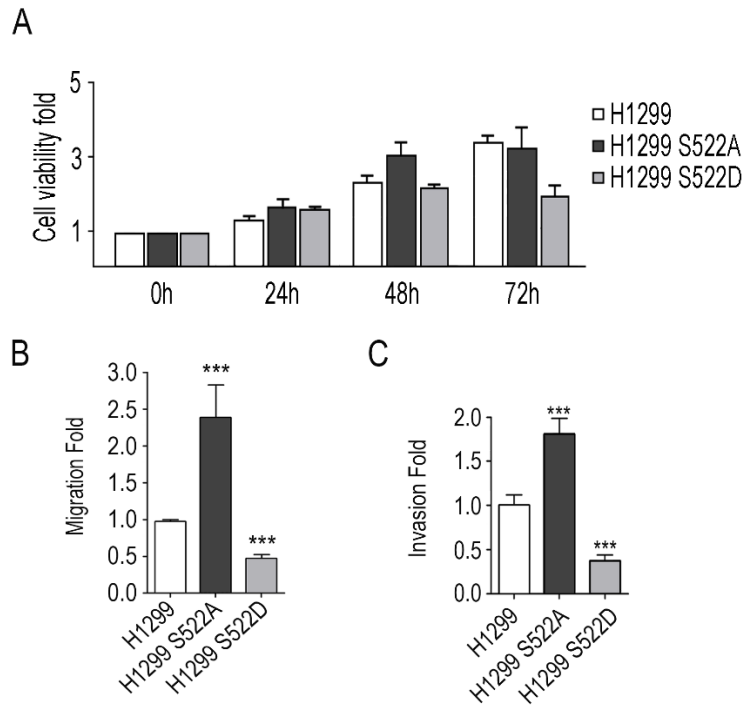 A
Cell viability fold
5
3
1
0h 24h 48h 72h
H1299
H1299 S522A
H1299 S522D
B
Migration Fold
3.0
2.5
2.0
1.5
1.0
0.5
0.0
***
***
H1299
H1299 S522A
H1299 S522D
C
Invasion Fold
2.0
1.5
1.0
0.5
0.0
***
***
H1299
H1299 S522A
H1299 S522D